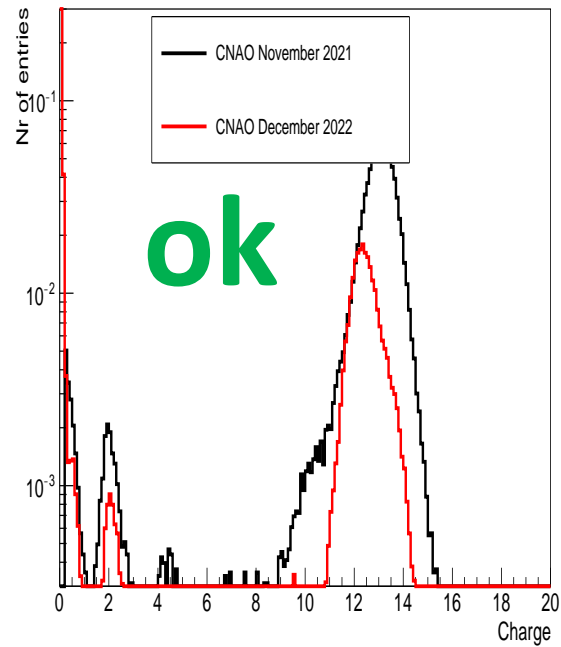 Nr of entries
CNAO November 2021
CNAO December 2022
ok
10-1
10-2
10-3
0 2 4 6 8 10 12 14 16 18 20
Charge